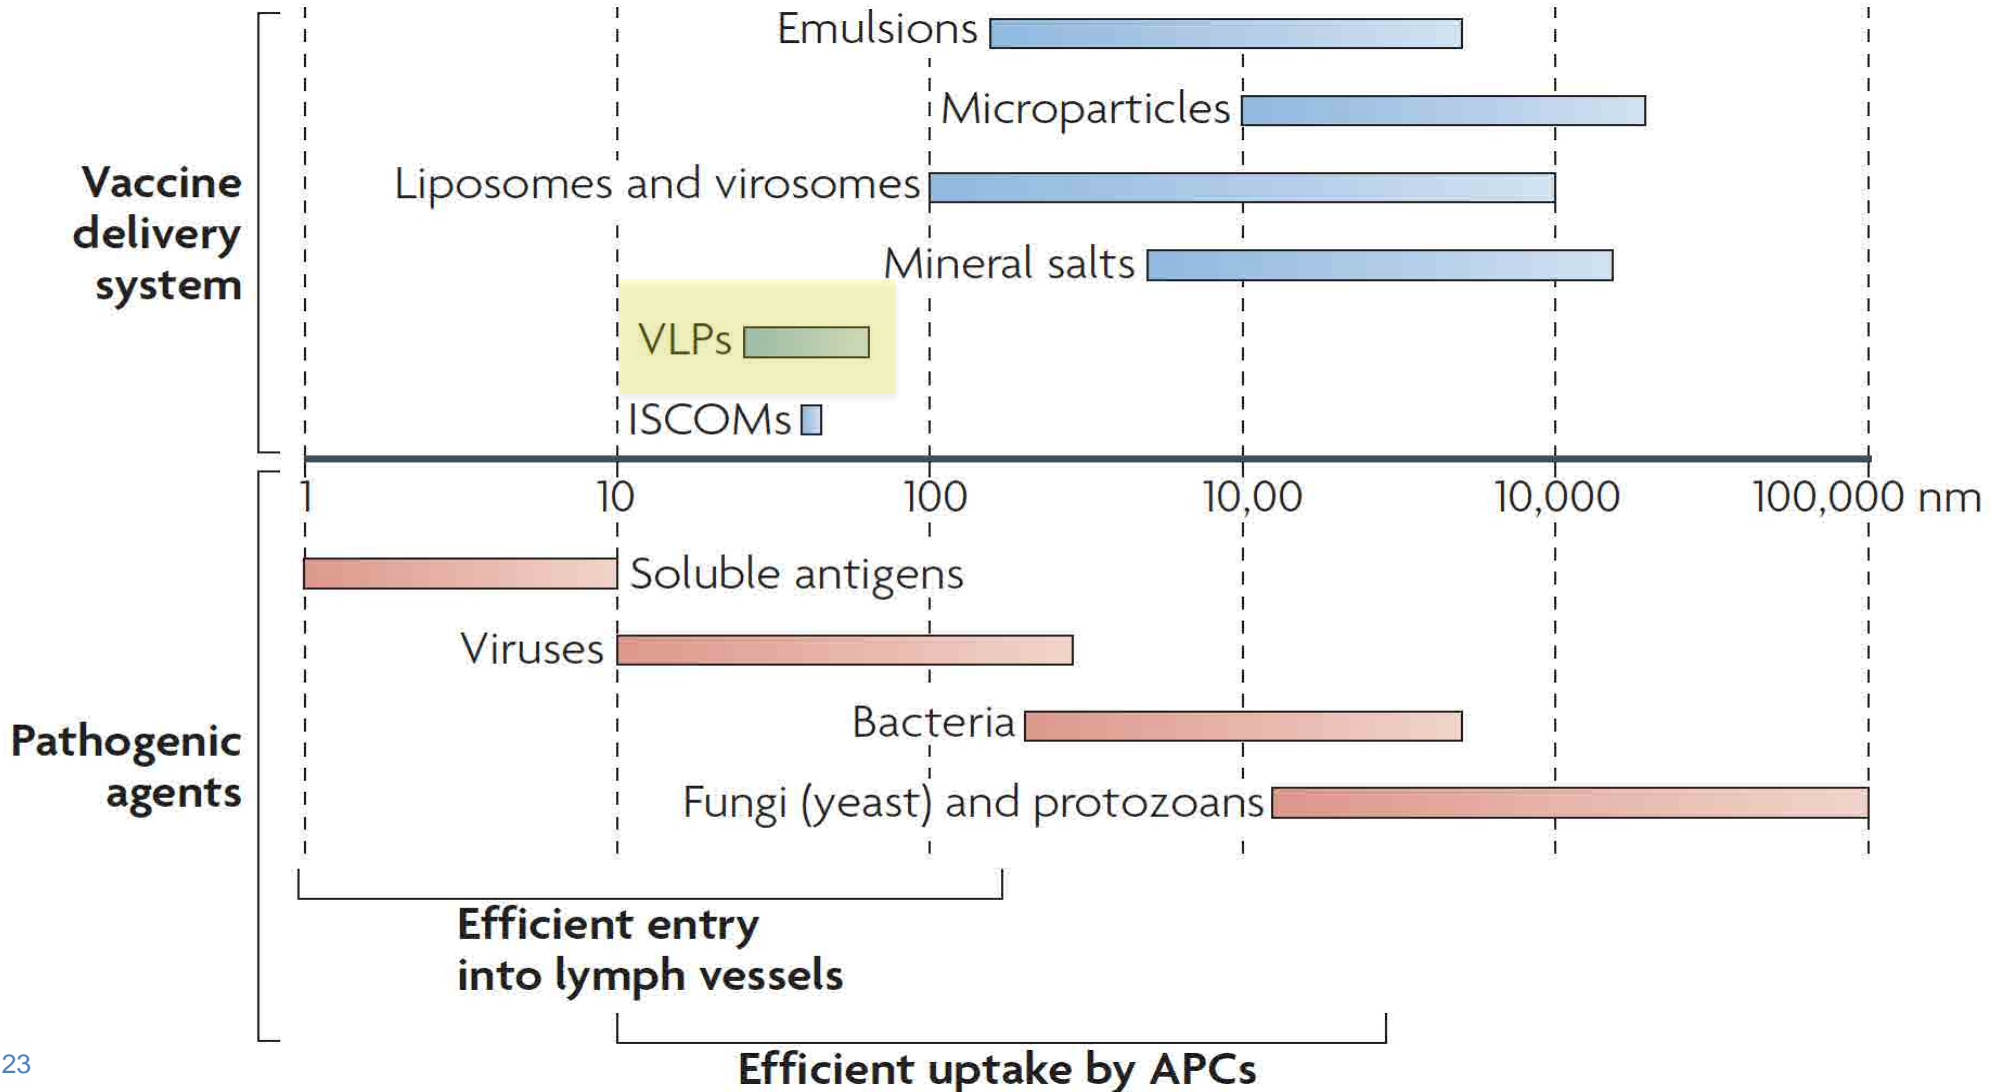 Emulsions
Microparticles
Liposomes and virosomes
Mineral salts
VLPs
ISCOMs
Vaccine
delivery
system
1 10 100 10,00 10,000 100,000 nm
Soluble antigens
Viruses
Bacteria
Fungi (yeast) and protozoans
Pathogenic
agents
Efficient entry
into lymph vessels
Efficient uptake by APCs
23